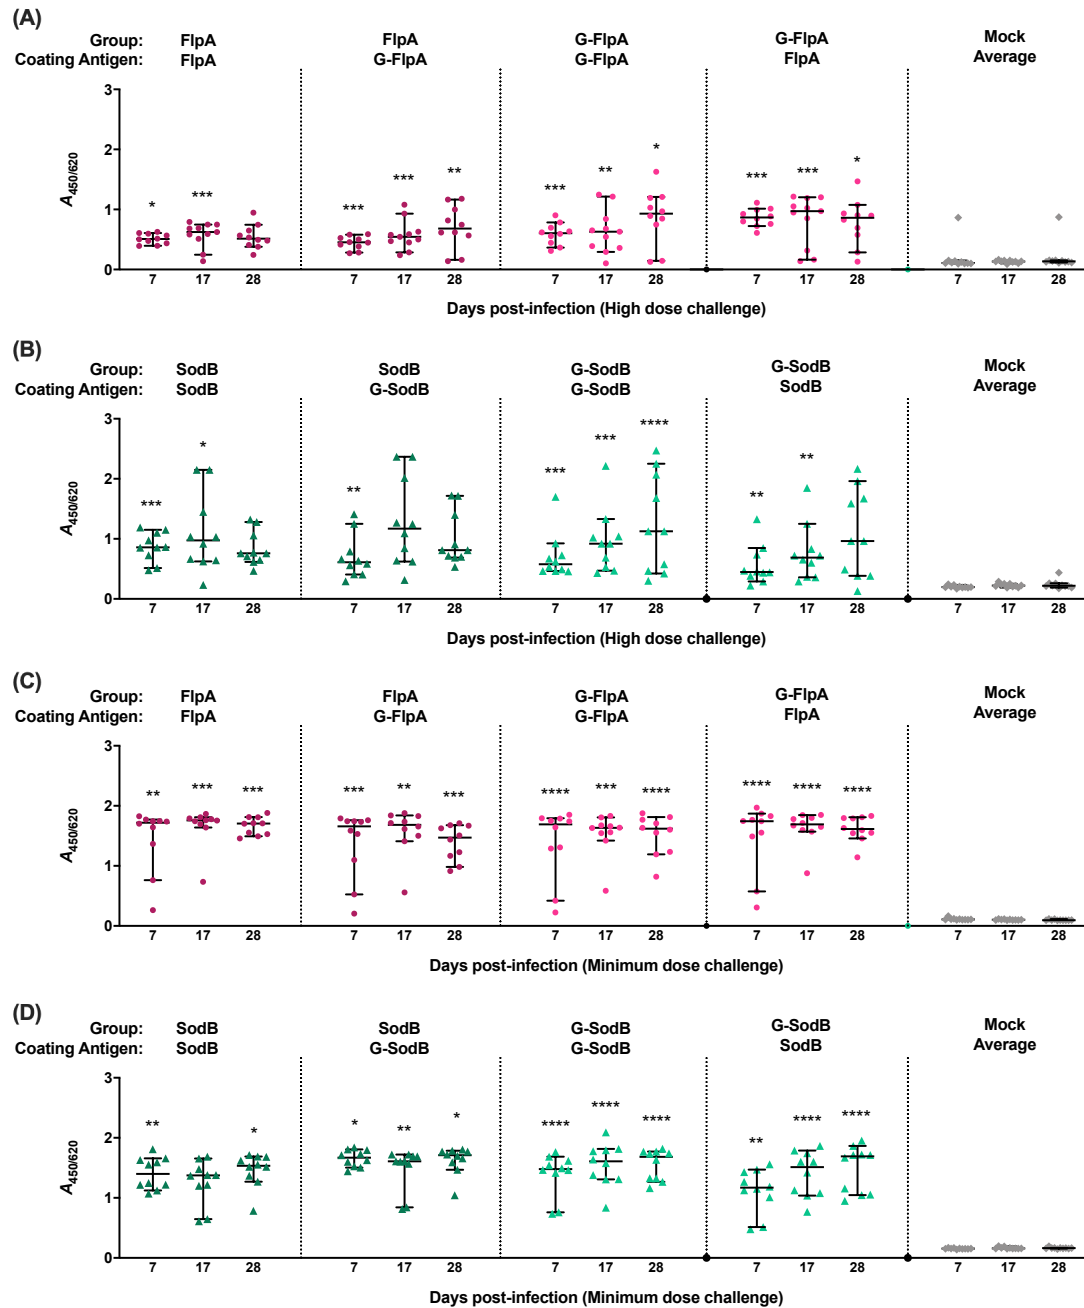 (A)
Group: FlpA FlpA G-FlpA G-FlpA Mock
Coating Antigen: FlpA G-FlpA G-FlpA FlpA Average
3
2
1
0
A450/620
* *** *** *** ** *** ** * *** *** *
7 17 28 7 17 28 7 17 28 7 17 28 7 17 28
Days post-infection (High dose challenge)
(B)
Group: SodB SodB G-SodB G-SodB Mock
Coating Antigen: SodB G-SodB G-SodB SodB Average
3
2
1
0
A450/620
*** * ** *** *** **** ** **
7 17 28 7 17 28 7 17 28 7 17 28 7 17 28
Days post-infection (High dose challenge)
(C)
Group: FlpA FlpA G-FlpA G-FlpA Mock
Coating Antigen: FlpA G-FlpA G-FlpA FlpA Average
3
2
1
0
A450/620
** *** *** *** ** *** **** *** **** **** **** ****
7 17 28 7 17 28 7 17 28 7 17 28 7 17 28
Days post-infection (Minimum dose challenge)
(D)
Group: SodB SodB G-SodB G-SodB Mock
Coating Antigen: SodB G-SodB G-SodB SodB Average
3
2
1
0
A450/620
** * * ** * **** **** **** ** **** ****
7 17 28 7 17 28 7 17 28 7 17 28 7 17 28
Days post-infection (Minimum dose challenge)